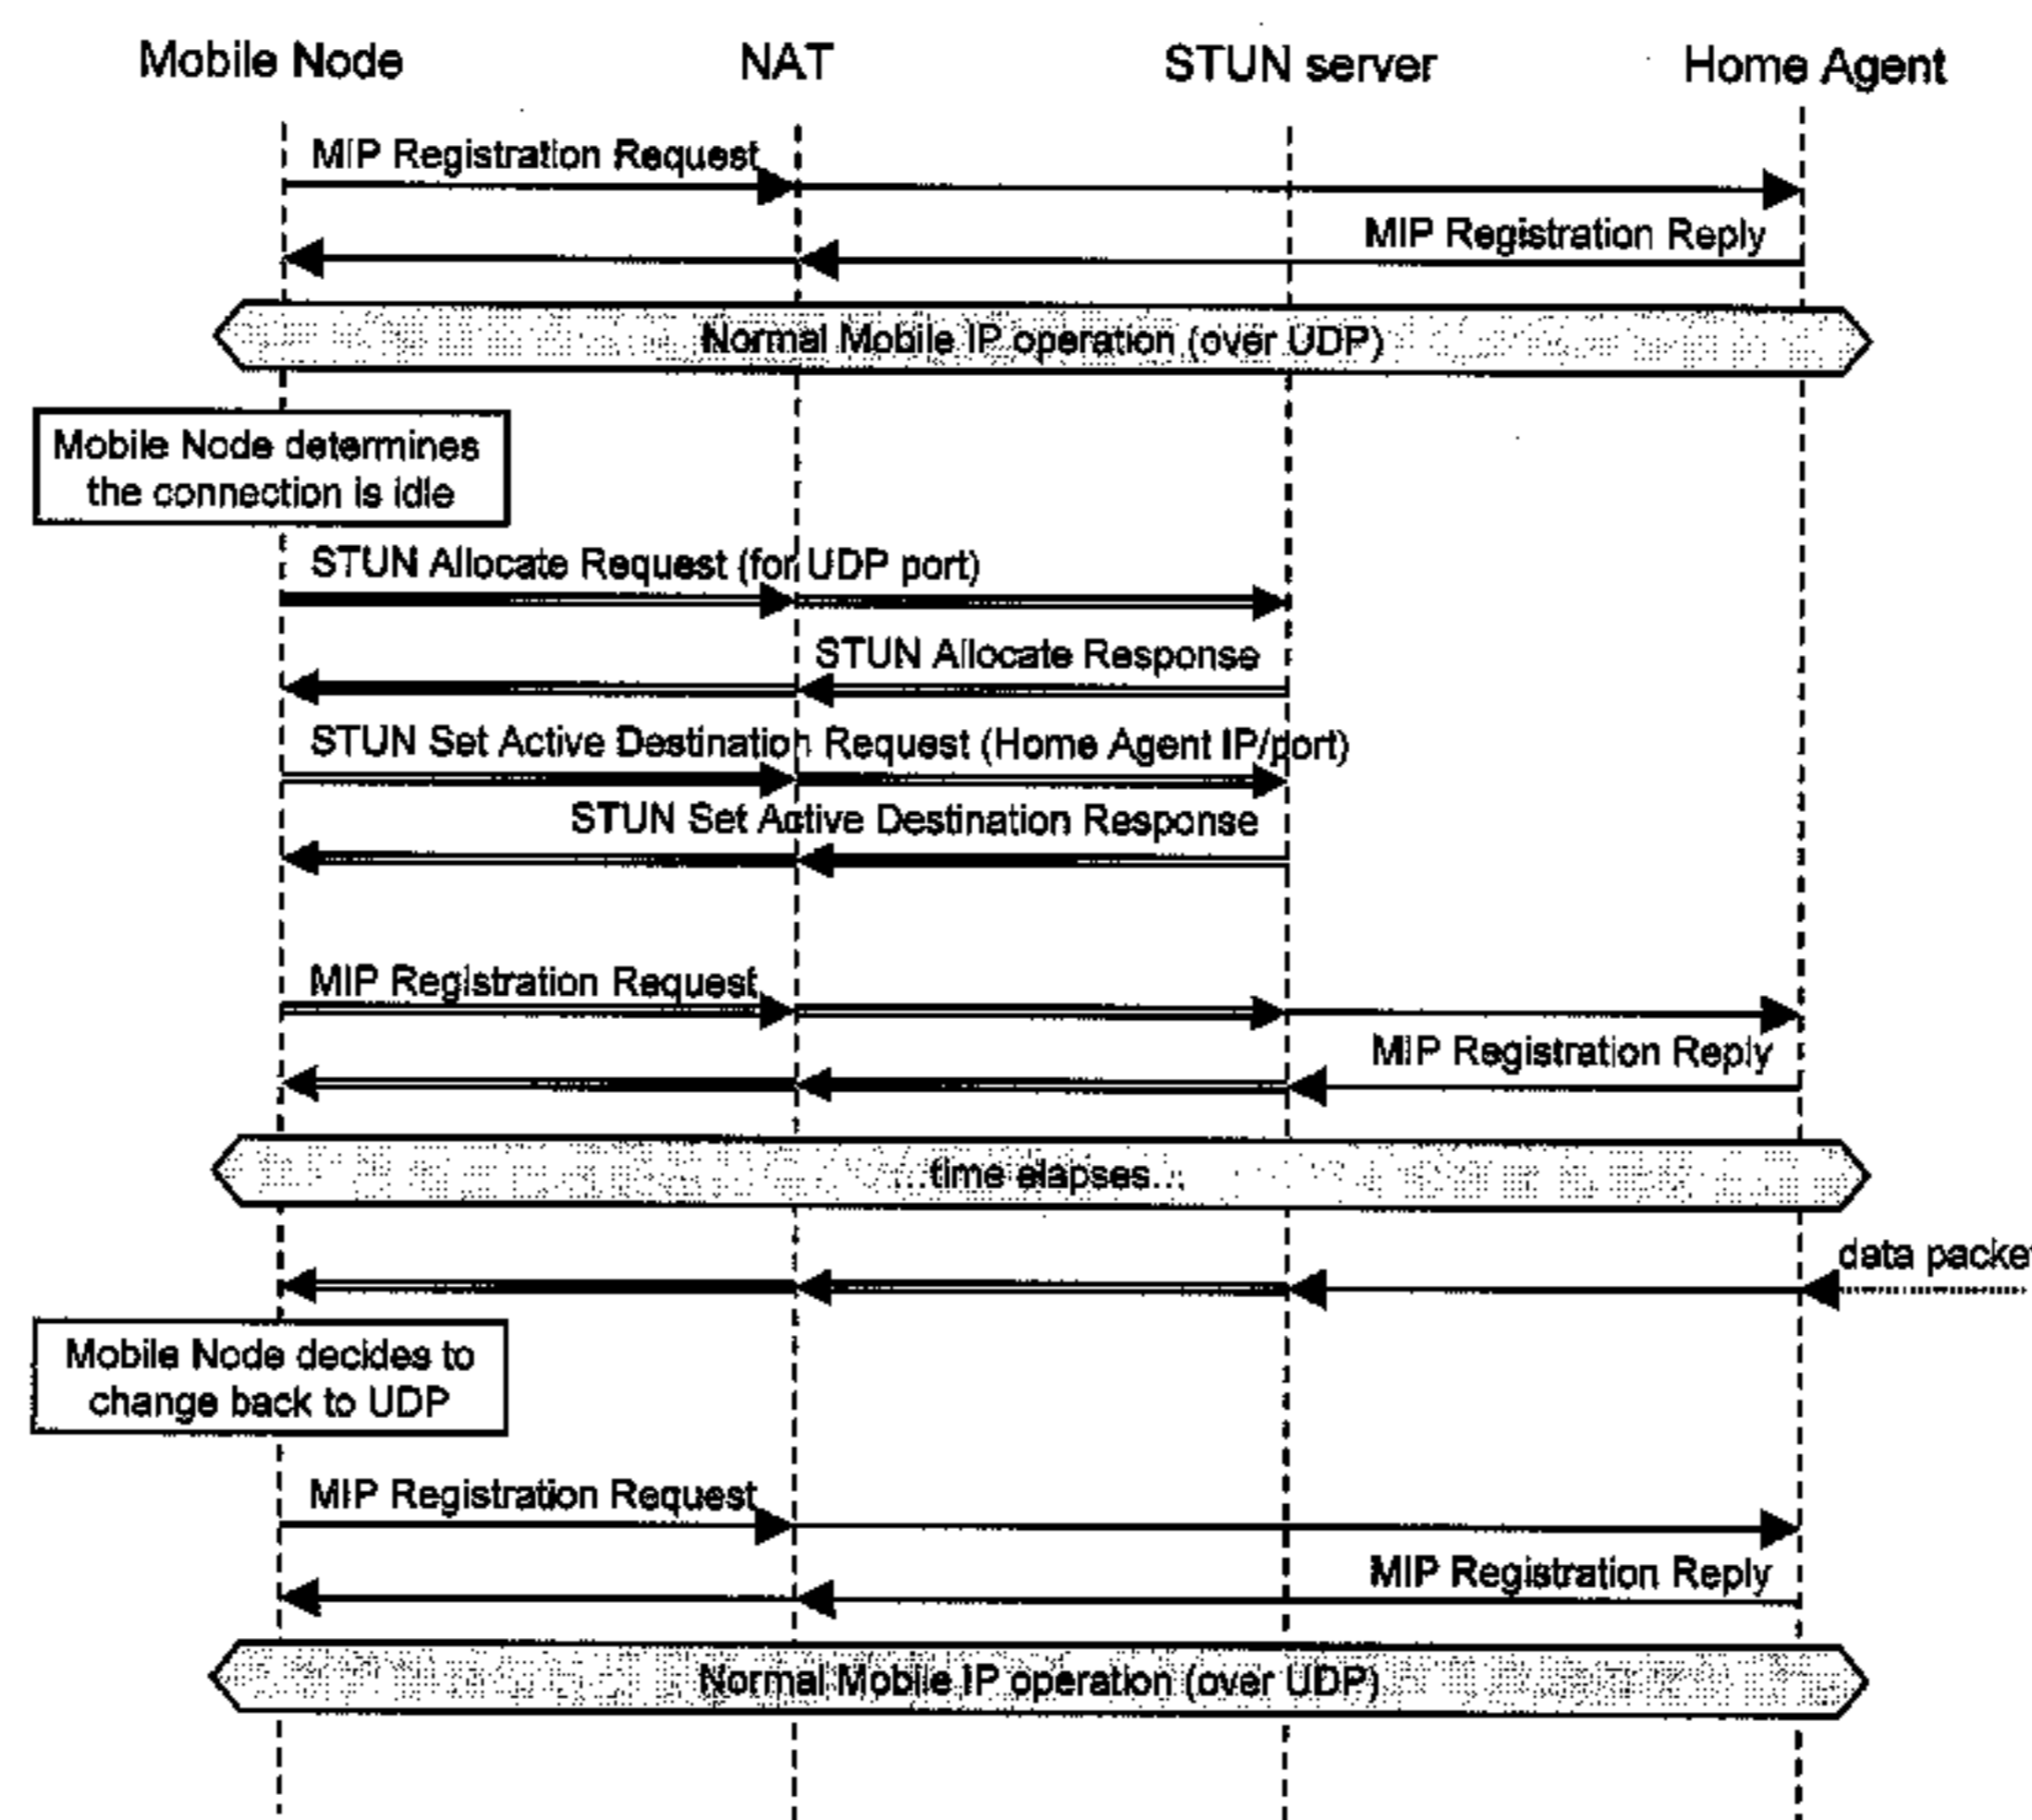 Mobile Node NAT STUN server Home Agent
MIP Registration Request
MIP Registration Reply
Normal Mobile IP operation (over UDP)
Mobile Node determines
the connection is idle
STUN Allocate Request (for UDP port)
STUN Allocate Response
STUN Set Active Destination Request (Home Agent IP/port)
STUN Set Active Destination Response
MIP Registration Request
MIP Registration Reply
...time elapses...
data packet
Mobile Node decides to
change back to UDP
MIP Registration Request
MIP Registration Reply
Normal Mobile IP operation (over UDP)